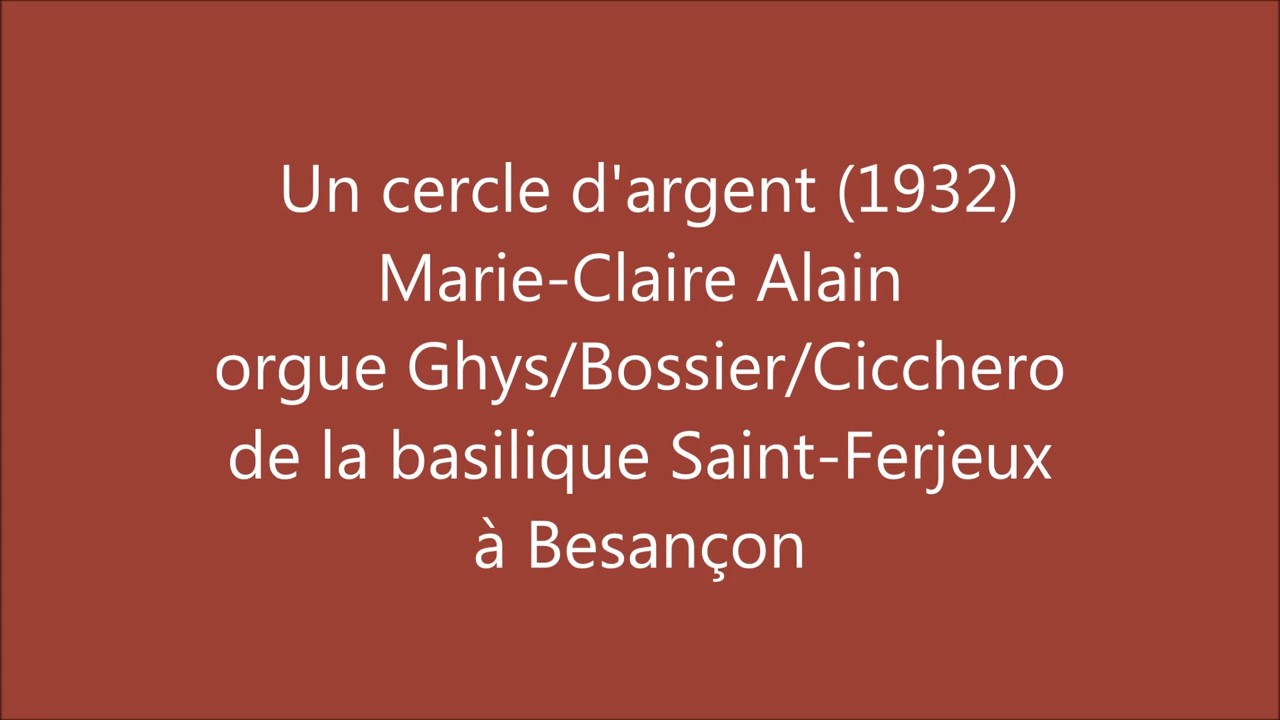 Un cercle d'argent (1932)
Marie-Claire Alain
orgue Ghys/Bossier/Cicchero
de la basilique Saint-Ferjeux
à Besançon